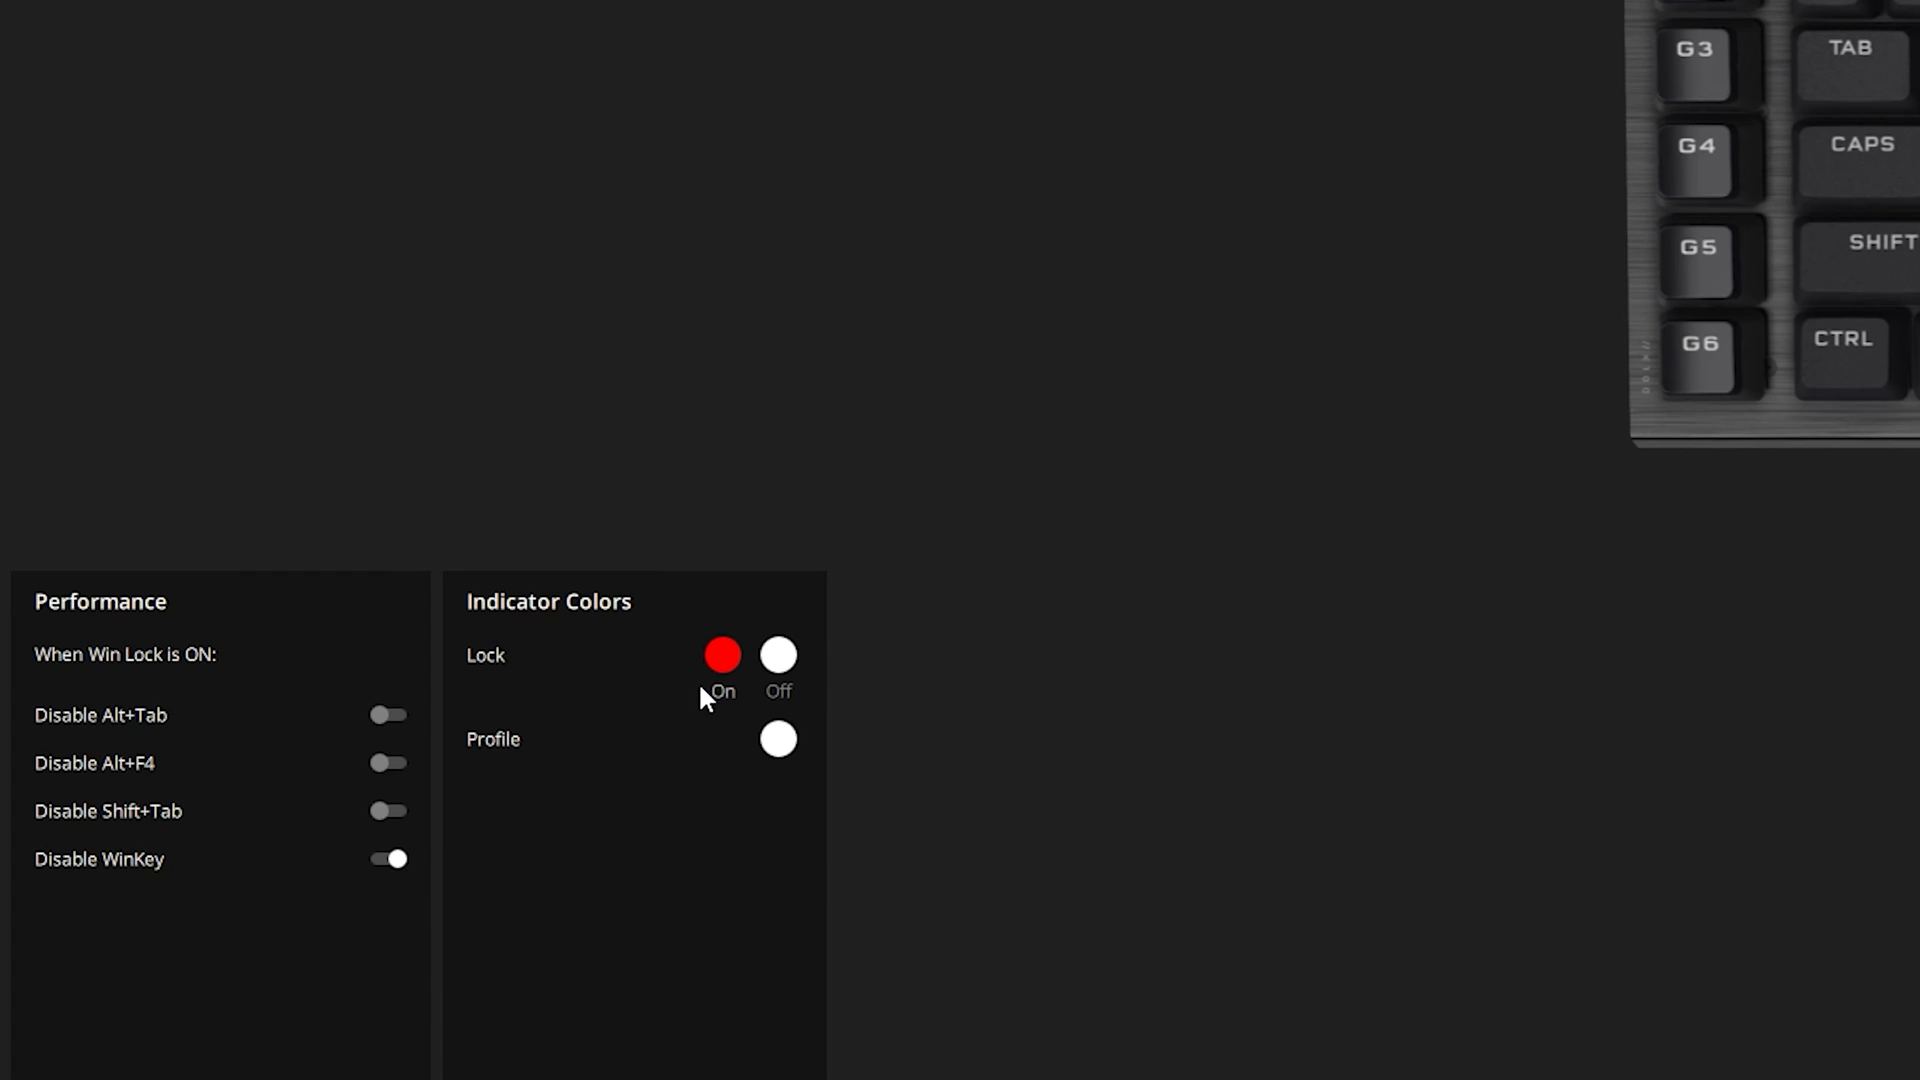 G3
TAB
G4
CAPS
G5
SHIFT
G6
CTRL
Performance
When Win Lock is ON:
Disable Alt+Tab
Disable Alt+F4
Disable Shift+Tab
Disable WinKey
Indicator Colors
Lock
On
Off
Profile